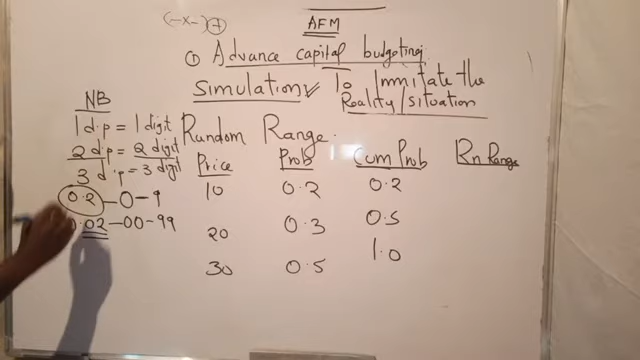 (-x-)(+)
AFM
① Advance capital budgeting
Simulation To Immitate the
Reality/situation
NB
1 d.p = 1 digit
2 d.p = 2 digit
3 d.p = 3 digit
0.2 - 0 - 9
0.02 - 00 - 99
Random Range.
Price Prob Cum Prob Rn Range
10 0.2 0.2
20 0.3 0.5
30 0.5 1.0